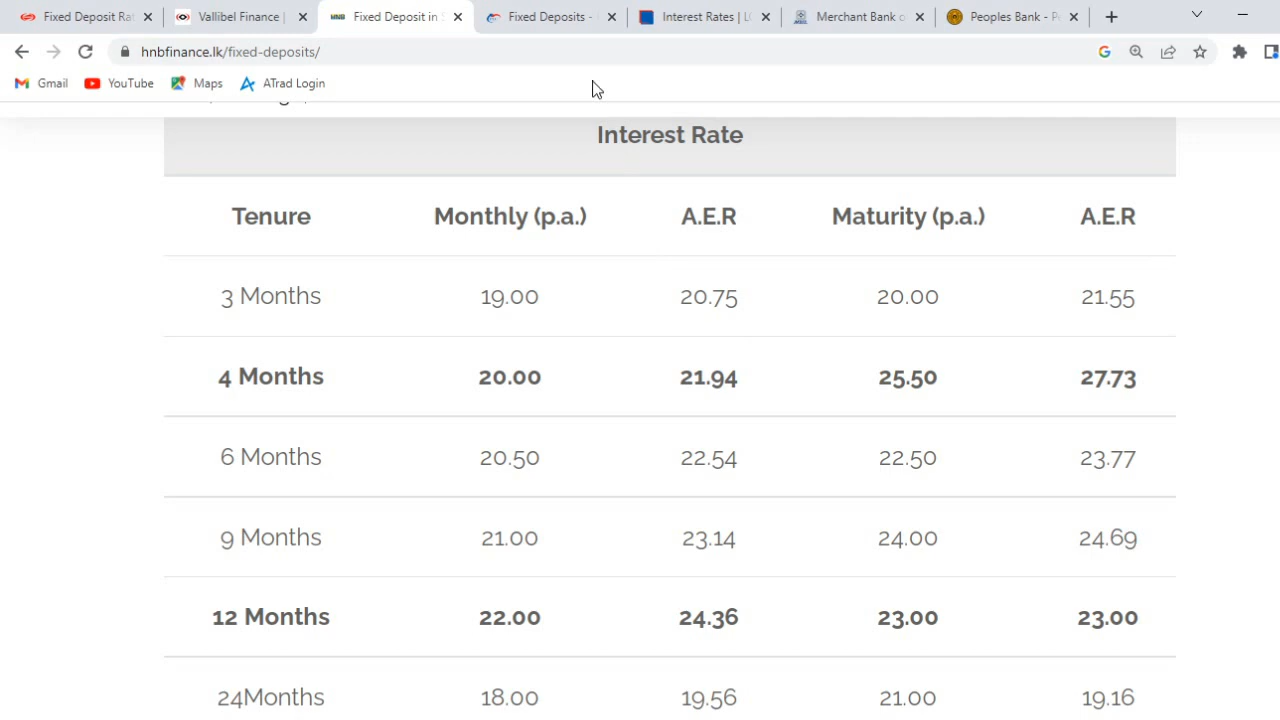 Fixed Deposit Ra
Vallibel Finance |
HNB Fixed Deposit in S
Fixed Deposits -
Interest Rates | LO
Merchant Bank o
Peoples Bank - P
hnbfinance.lk/fixed-deposits/
Gmail YouTube Maps ATrad Login
Interest Rate
Tenure Monthly (p.a.) A.E.R Maturity (p.a.) A.E.R
3 Months 19.00 20.75 20.00 21.55
4 Months 20.00 21.94 25.50 27.73
6 Months 20.50 22.54 22.50 23.77
9 Months 21.00 23.14 24.00 24.69
12 Months 22.00 24.36 23.00 23.00
24Months 18.00 19.56 21.00 19.16